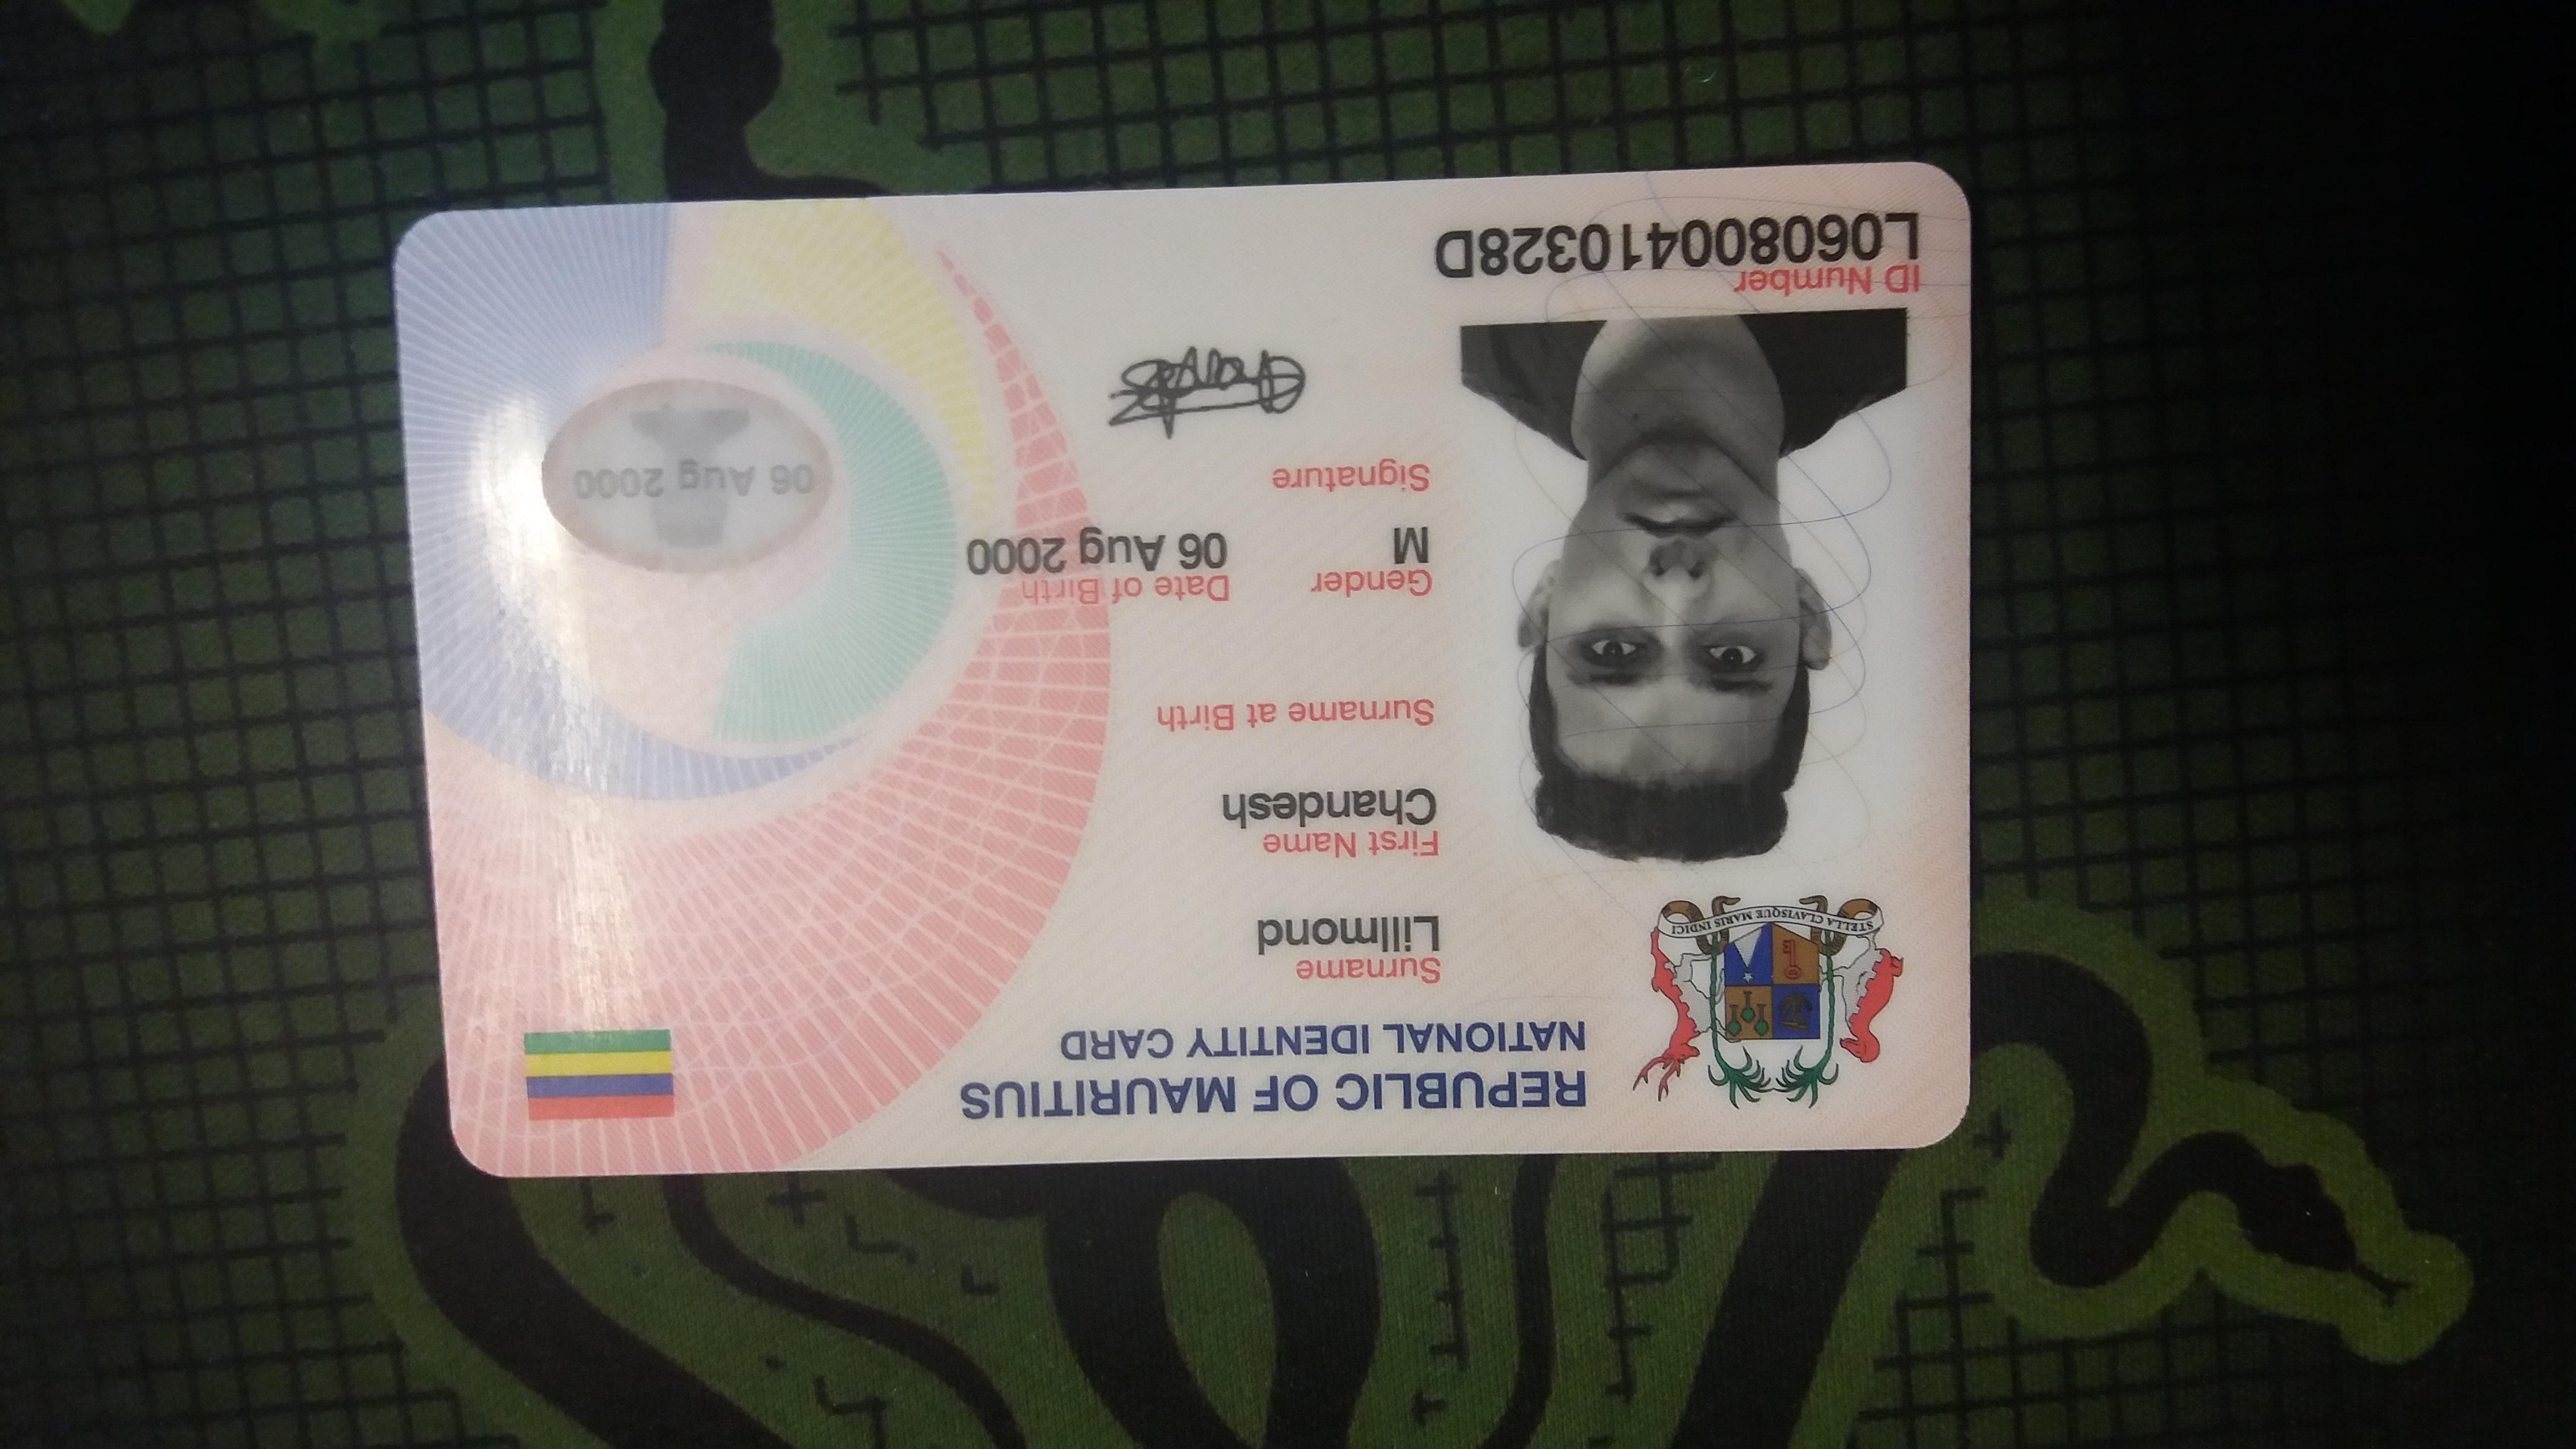 REPUBLIC OF MAURITIUS
NATIONAL IDENTITY CARD
STELLA CLAVISQUE MARIS INDICI
Surname
Lillmond
First Name
Chandesh
Surname at Birth
Gender Date of Birth
M 06 Aug 2000
Signature
06 Aug 2000
ID Number
L060800410328D